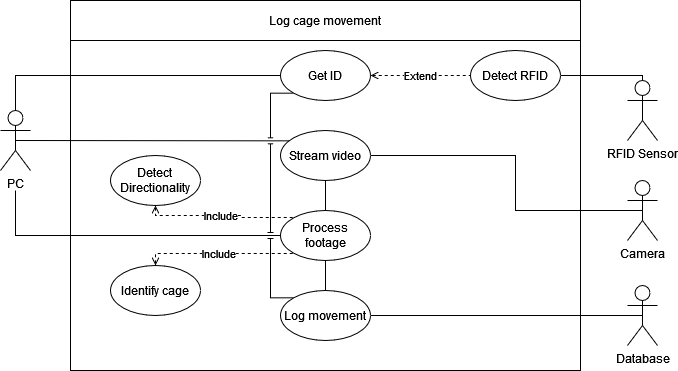 Log cage movement
Get ID
Extend
Detect RFID
RFID Sensor
PC
Stream video
Detect
Directionality
Include
Process
footage
Include
Camera
Identify cage
Log movement
Database